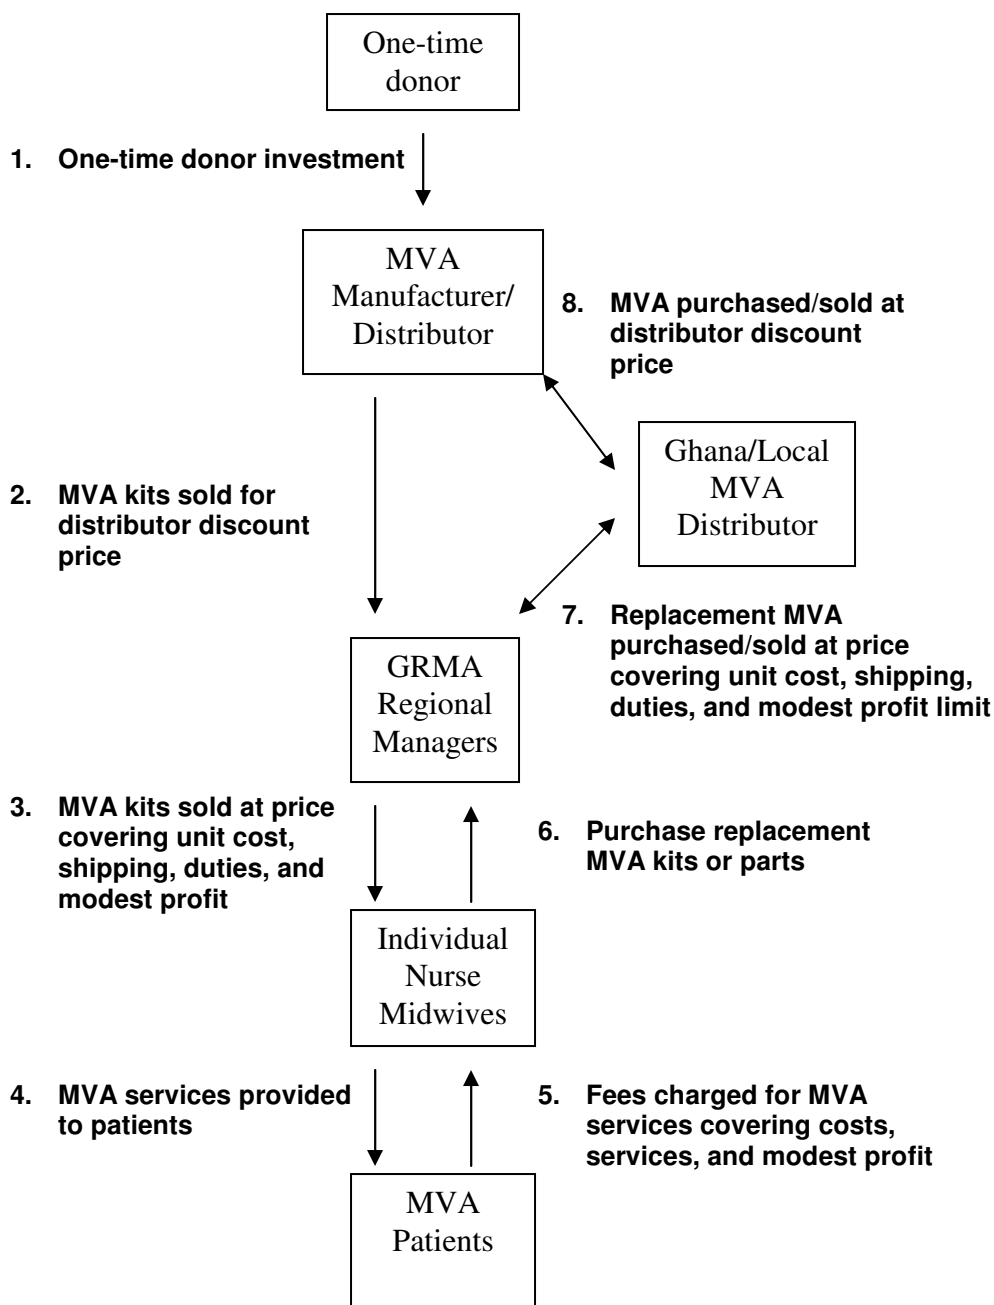 One-time
donor
1. One-time donor investment
MVA
Manufacturer/
Distributor
8. MVA purchased/sold at
distributor discount
price
Ghana/Local
MVA
Distributor
2. MVA kits sold for
distributor discount
price
7. Replacement MVA
purchased/sold at price
covering unit cost, shipping,
duties, and modest profit limit
GRMA
Regional
Managers
3. MVA kits sold at price
covering unit cost,
shipping, duties, and
modest profit
6. Purchase replacement
MVA kits or parts
Individual
Nurse
Midwives
4. MVA services provided
to patients
5. Fees charged for MVA
services covering costs,
services, and modest profit
MVA
Patients